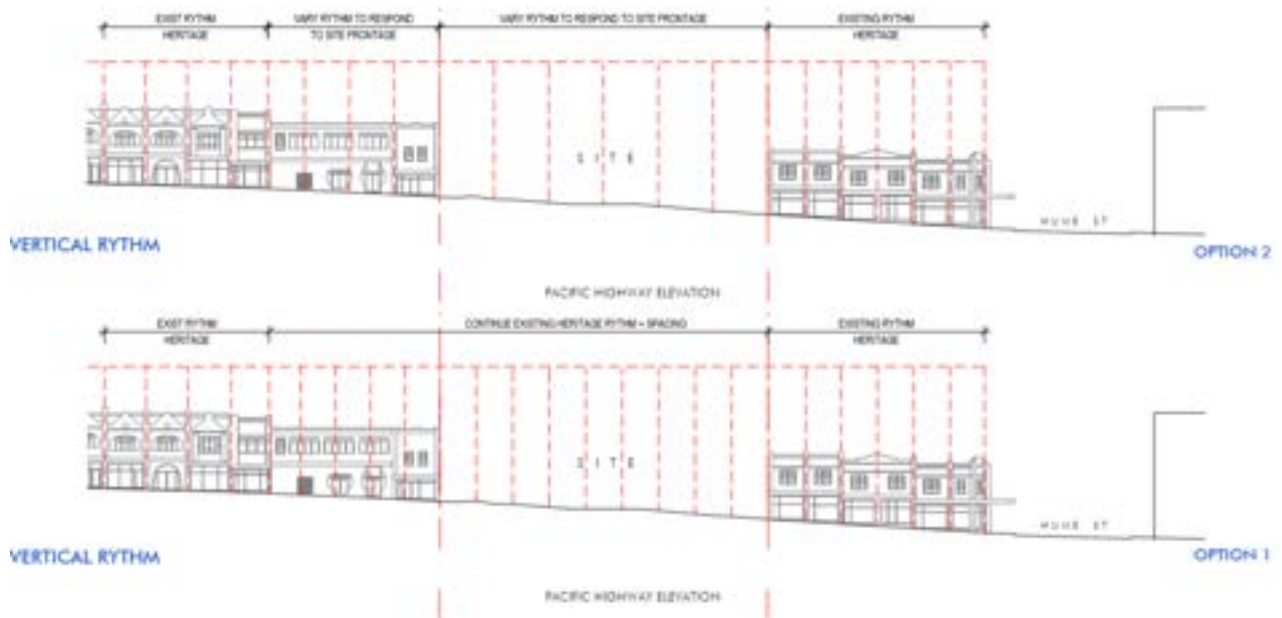 EXIST RYTHM
HERITAGE
VARY RYTHM TO RESPOND
TO SITE FRONTAGE
VARY RYTHM TO RESPOND TO SITE FRONTAGE
EXISTING RYTHM
HERITAGE
SITE
HUME ST
VERTICAL RYTHM
OPTION 2
PACIFIC HIGHWAY ELEVATION
EXIST RYTHM
HERITAGE
CONTINUE EXISTING HERITAGE RYTHM + SPACING
EXISTING RYTHM
HERITAGE
SITE
HUME ST
VERTICAL RYTHM
OPTION 1
PACIFIC HIGHWAY ELEVATION